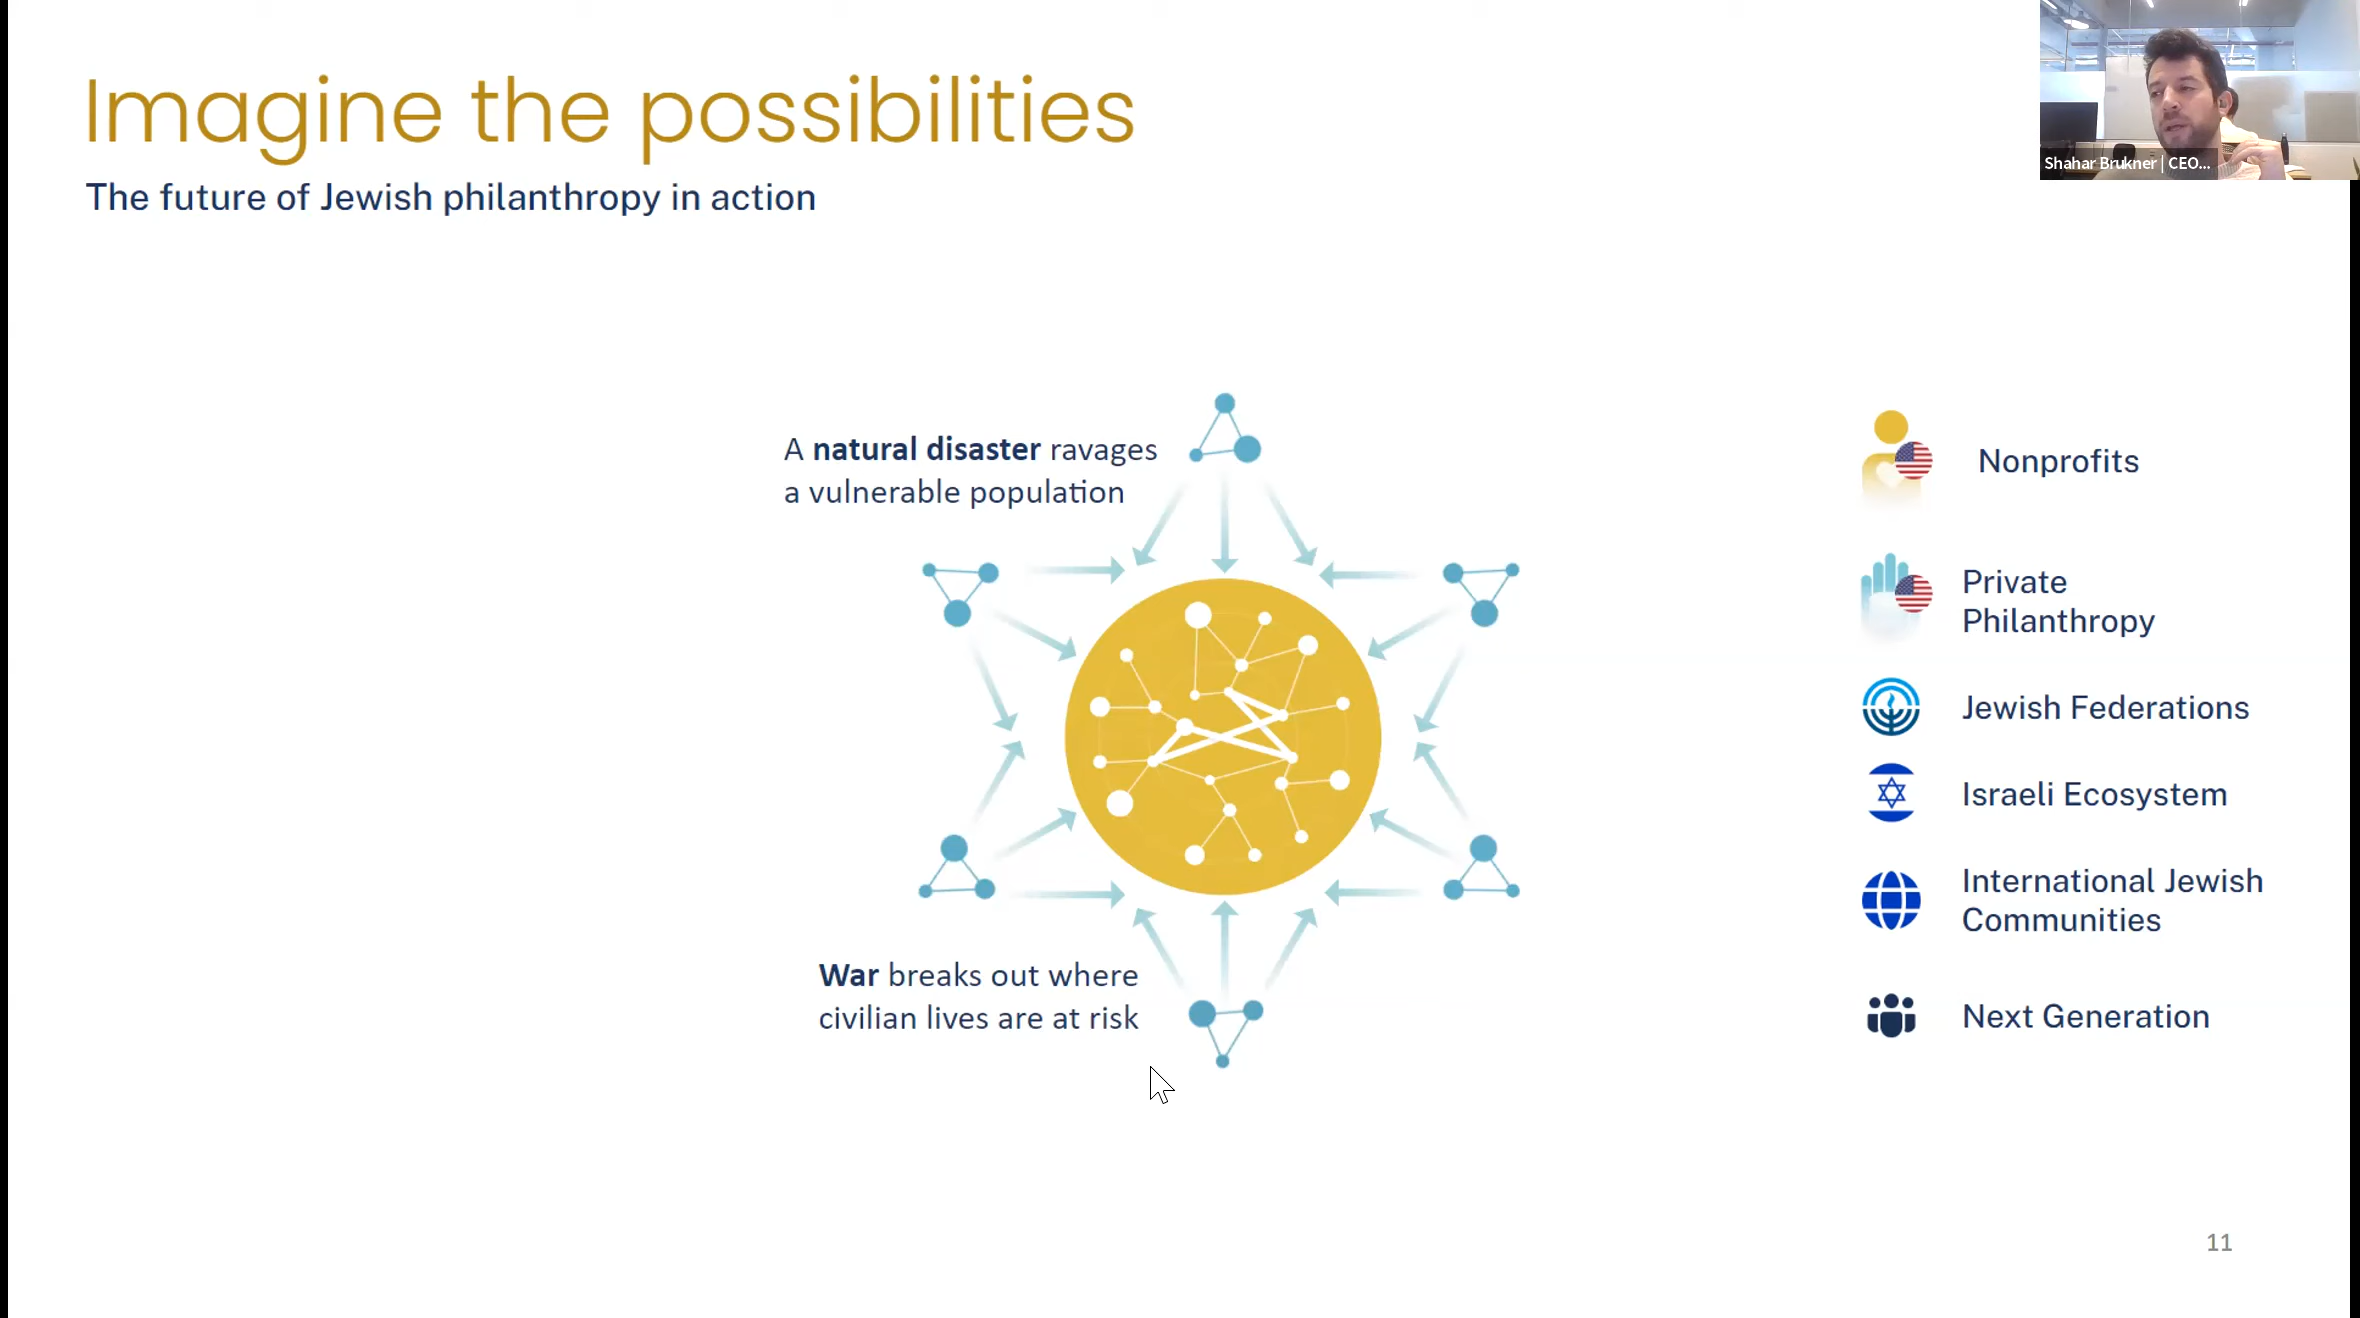 Imagine the possibilities
The future of Jewish philanthropy in action
Shahar Brukner | CEO...
A natural disaster ravages
a vulnerable population
War breaks out where
civilian lives are at risk
Nonprofits
Private
Philanthropy
Jewish Federations
Israeli Ecosystem
International Jewish
Communities
Next Generation
11